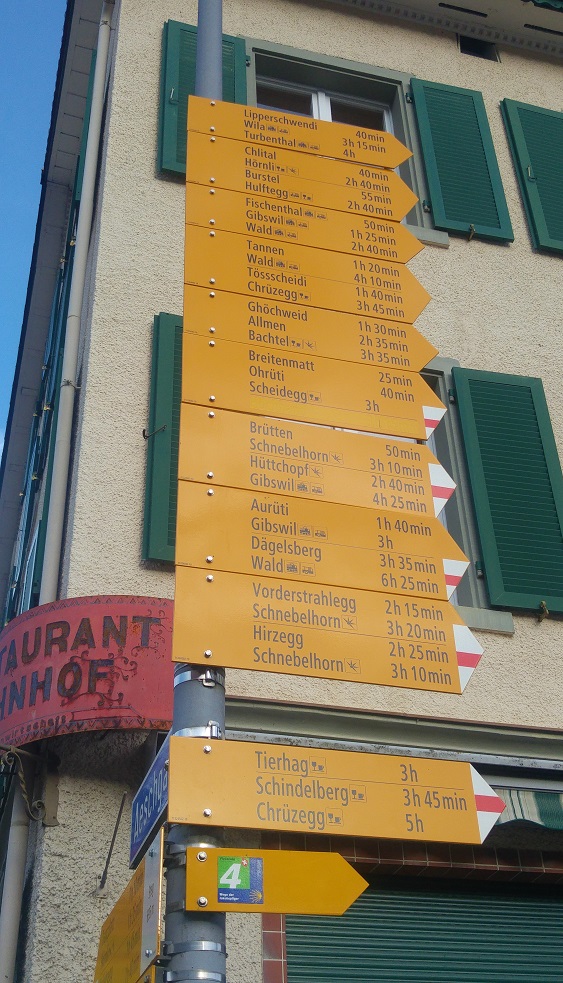 Lipperschwendi 40min
Wila 3h 15min
Turbenthal 4h
Chlital 40min
Hörnli 2h 40min
Burstel 55min
Hulftegg 2h 40min
Fischenthal 50min
Gibswil 1h 25min
Wald 2h 40min
Tannen 1h 20min
Wald 4h 10min
Tössscheidi 1h 40min
Chrüzegg 3h 45min
Ghöchweid 1h 30min
Allmen 2h 35min
Bachtel 3h 35min
Breitenmatt 25min
Ohrüti 40min
Scheidegg 3h
Brütten 50min
Schnebelhorn 3h 10min
Hüttchopf 2h 40min
Gibswil 4h 25min
Aurüti 1h 40min
Gibswil 3h
Dägelsberg 3h 35min
Wald 6h 25min
Vorderstrahlegg 2h 15min
Schnebelhorn 3h 20min
Hirzegg 2h 25min
Schnebelhorn 3h 10min
TAURANT
HNHOF
Tierhag 3h
Schindelberg 3h 45min
Chrüzegg 5h
4